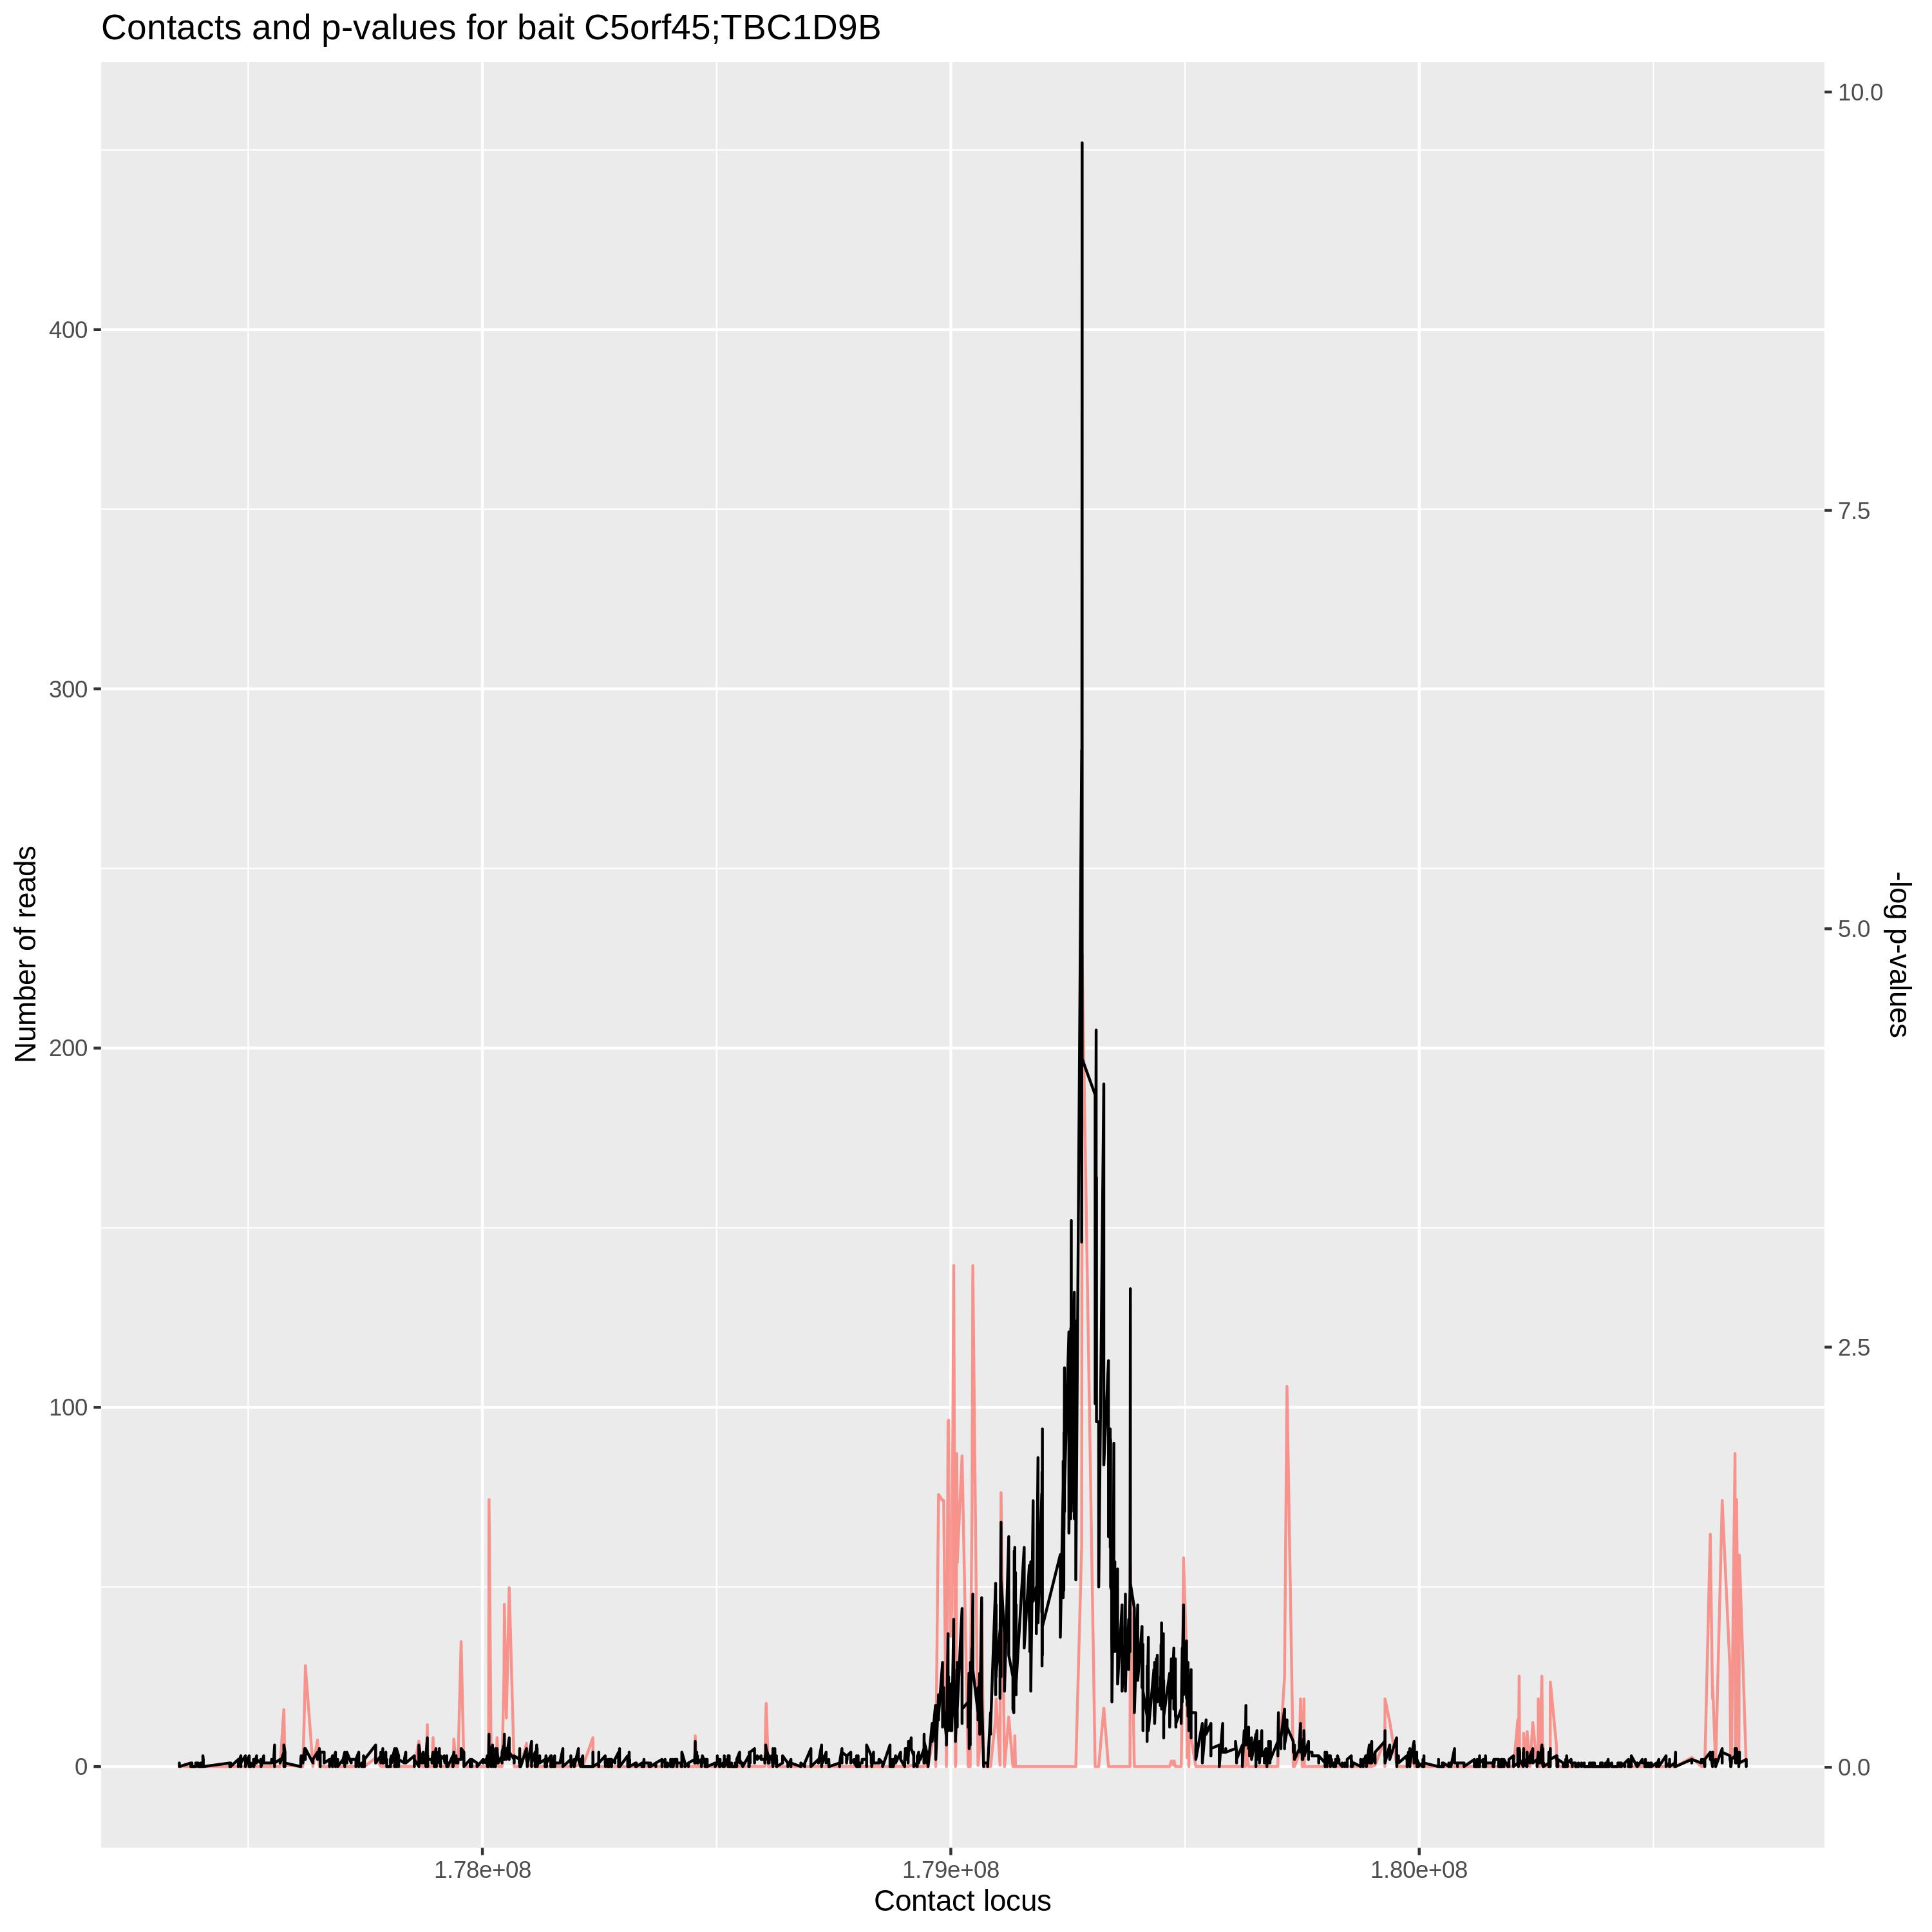 Contacts and p-values for bait C5orf45;TBC1D9B
10.0
400
7.5
300
Number of reads
-log p-values
5.0
200
2.5
100
0
0.0
1.78e+08
1.79e+08
1.80e+08
Contact locus